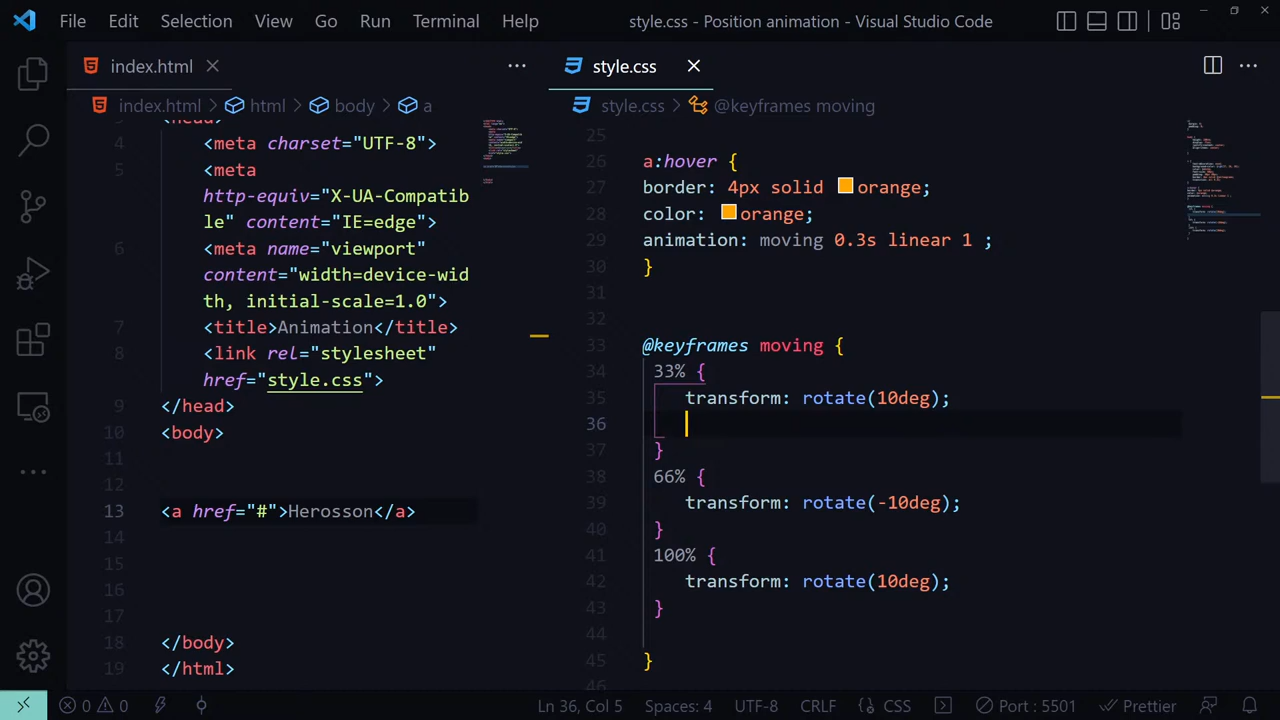 File Edit Selection View Go Run Terminal Help style.css - Position animation - Visual Studio Code
index.html
style.css
index.html > html > body > a
style.css > @keyframes moving
4 <meta charset="UTF-8">
5 <meta
http-equiv="X-UA-Compatib
le" content="IE=edge">
6 <meta name="viewport"
content="width=device-wid
th, initial-scale=1.0">
7 <title>Animation</title>
8 <link rel="stylesheet"
href="style.css">
9 </head>
10 <body>
11
12
13 <a href="#">Herosson</a>
14
15
16
17
18 </body>
19 </html>
25
26 a:hover {
27 border: 4px solid orange;
28 color: orange;
29 animation: moving 0.3s linear 1 ;
30 }
31
32
33 @keyframes moving {
34 33% {
35 transform: rotate(10deg);
36
37 }
38 66% {
39 transform: rotate(-10deg);
40 }
41 100% {
42 transform: rotate(10deg);
43 }
44
45 }
46
0 0 Ln 36, Col 5 Spaces: 4 UTF-8 CRLF {} CSS Port : 5501 Prettier